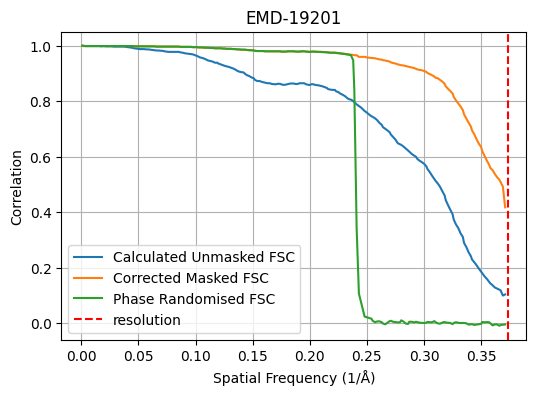 EMD-19201
1.0
0.8
0.6
0.4
0.2
0.0
Correlation
Calculated Unmasked FSC
Corrected Masked FSC
Phase Randomised FSC
resolution
0.00 0.05 0.10 0.15 0.20 0.25 0.30 0.35
Spatial Frequency (1/Å)